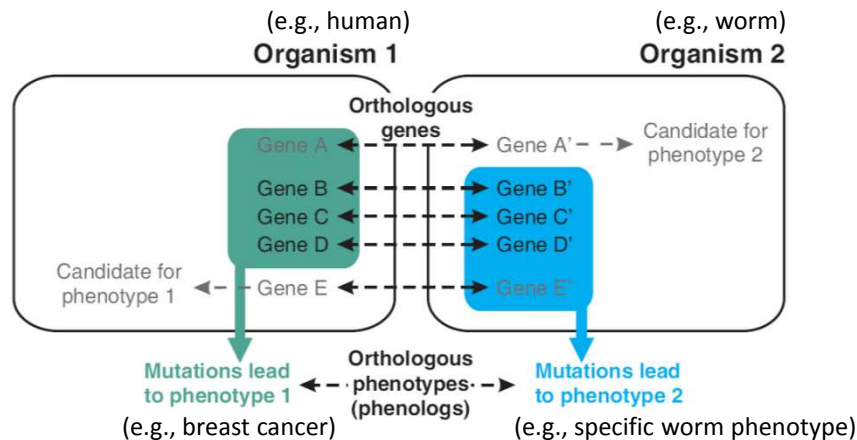 (e.g., human)
(e.g., worm)
Organism 1
Organism 2
Orthologous
genes
Gene A
Gene A'
Candidate for
phenotype 2
Gene B
Gene B'
Gene C
Gene C'
Gene D
Gene D'
Candidate for
phenotype 1
Gene E
Gene E'
Mutations lead
to phenotype 1
Orthologous
phenotypes
(phenologs)
Mutations lead
to phenotype 2
(e.g., breast cancer)
(e.g., specific worm phenotype)